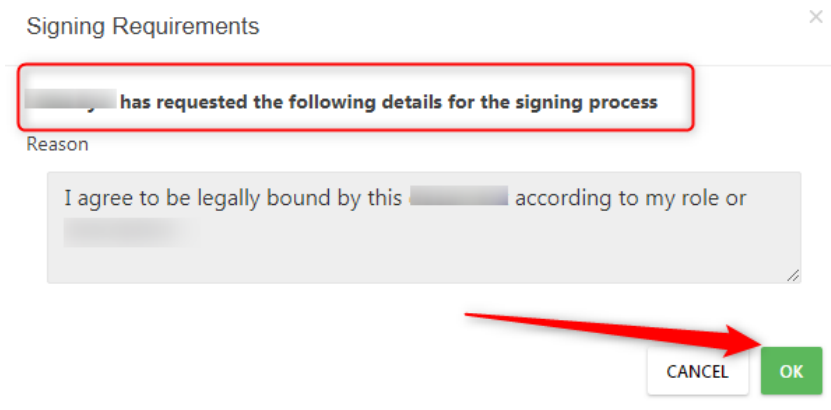 Signing Requirements
has requested the following details for the signing process
Reason
I agree to be legally bound by this according to my role or
CANCEL OK